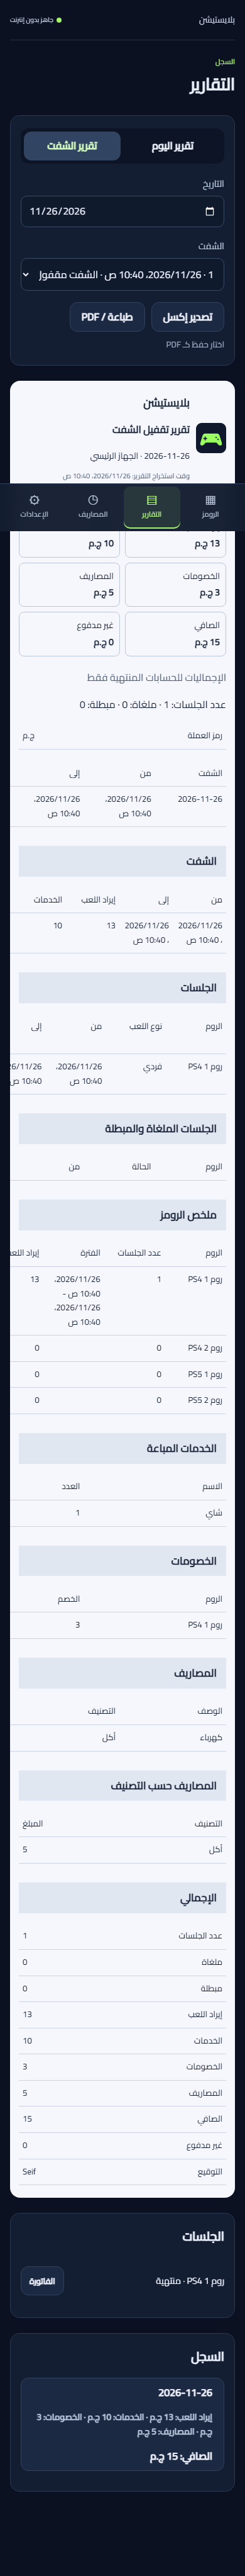 بلايستيشن
جاهز بدون إنترنت
السجل
التقارير
تقرير اليوم
تقرير الشفت
التاريخ
11/26/2026
الشفت
1 · 2026/11/26، 10:40 ص · الشفت مقفول
تصدير إكسل
طباعة / PDF
اختار حفظ كـ PDF
بلايستيشن
تقرير تقفيل الشفت
2026-11-26 · الجهاز الرئيسي
وقت استخراج التقرير: 2026/11/26، 10:40 ص
الرومز
التقارير
المصاريف
الإعدادات
13 ج.م
10 ج.م
الخصومات
3 ج.م
المصاريف
5 ج.م
الصافي
15 ج.م
غير مدفوع
0 ج.م
الإجماليات للحسابات المنتهية فقط
عدد الجلسات: 1 · ملغاة: 0 · مبطلة: 0
رمز العملة ج.م
الشفت من إلى
2026-11-26 2026/11/26، 2026/11/26،
10:40 ص 10:40 ص
الشفت
من إلى إيراد اللعب الخدمات
2026/11/26 2026/11/26 13 10
، 10:40 ص ، 10:40 ص
الجلسات
الروم نوع اللعب من إلى
روم 1 PS4 فردي 2026/11/26،
10:40 ص 10:40 ص
الجلسات الملغاة والمبطلة
الروم الحالة من
ملخص الرومز
الروم عدد الجلسات الفترة إيراد
روم 1 PS4 1 2026/11/26، 13
10:40 ص -
2026/11/26،
10:40 ص
روم 2 PS4 0 0
روم 1 PS5 0 0
روم 2 PS5 0 0
الخدمات المباعة
الاسم العدد
شاي 1
الخصومات
الروم الخصم
روم 1 PS4 3
المصاريف
الوصف التصنيف
كهرباء أكل
المصاريف حسب التصنيف
التصنيف المبلغ
أكل 5
الإجمالي
عدد الجلسات 1
ملغاة 0
مبطلة 0
إيراد اللعب 13
الخدمات 10
الخصومات 3
المصاريف 5
الصافي 15
غير مدفوع 0
التوقيع Seif
الجلسات
روم 1 PS4 · منتهية
الفاتورة
السجل
2026-11-26
إيراد اللعب: 13 ج.م · الخدمات: 10 ج.م · الخصومات: 3
ج.م · المصاريف: 5 ج.م
الصافي: 15 ج.م